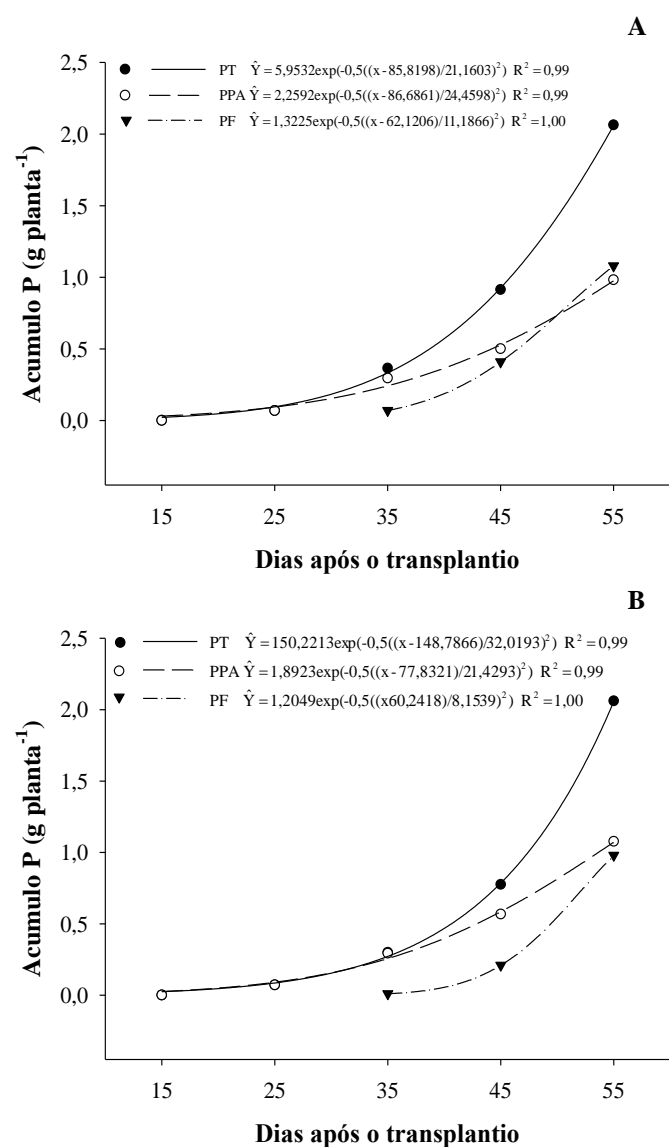 A
2,5
PT Ŷ = 5,9532exp(-0,5((x-85,8198)/21,1603)²) R² = 0,99
PPA Ŷ = 2,2592exp(-0,5((x-86,6861)/24,4598)²) R² = 0,99
PF Ŷ = 1,3225exp(-0,5((x-62,1206)/11,1866)²) R² = 1,00
2,0
1,5
1,0
0,5
0,0
Acumulo P (g planta⁻¹)
15 25 35 45 55
Dias após o transplantio
B
2,5
PT Ŷ = 150,2213exp(-0,5((x-148,7866)/32,0193)²) R² = 0,99
PPA Ŷ = 1,8923exp(-0,5((x-77,8321)/21,4293)²) R² = 0,99
PF Ŷ = 1,2049exp(-0,5((x60,2418)/8,1539)²) R² = 1,00
2,0
1,5
1,0
0,5
0,0
Acumulo P (g planta⁻¹)
15 25 35 45 55
Dias após o transplantio